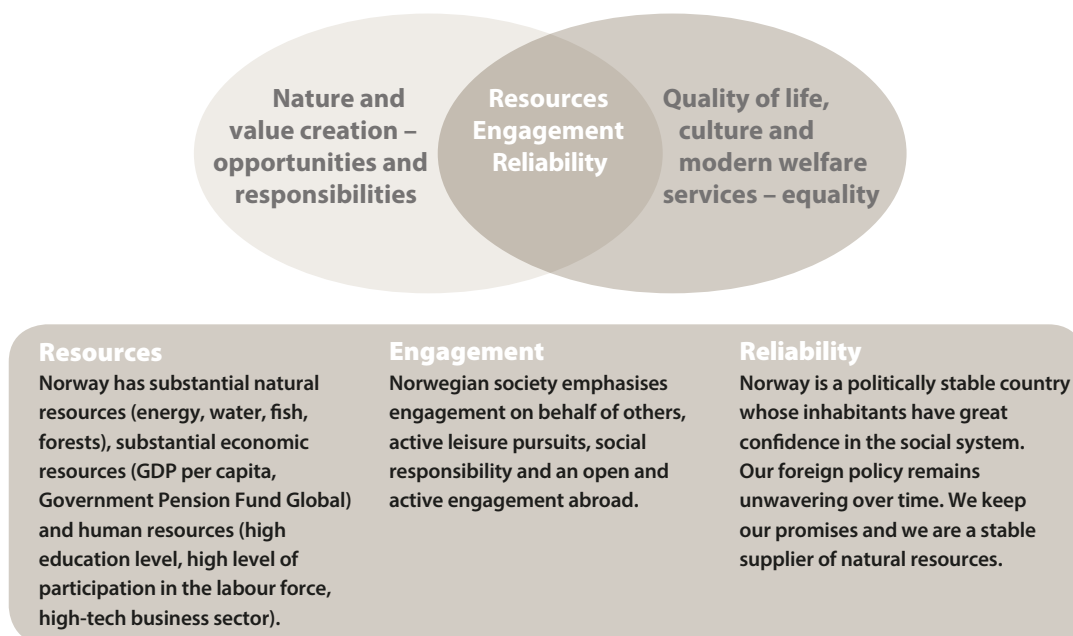 Nature and
value creation –
opportunities and
responsibilities
Resources
Engagement
Reliability
Quality of life,
culture and
modern welfare
services – equality
Resources
Norway has substantial natural
resources (energy, water, fish,
forests), substantial economic
resources (GDP per capita,
Government Pension Fund Global)
and human resources (high
education level, high level of
participation in the labour force,
high-tech business sector).
Engagement
Norwegian society emphasises
engagement on behalf of others,
active leisure pursuits, social
responsibility and an open and
active engagement abroad.
Reliability
Norway is a politically stable country
whose inhabitants have great
confidence in the social system.
Our foreign policy remains
unwavering over time. We keep
our promises and we are a stable
supplier of natural resources.